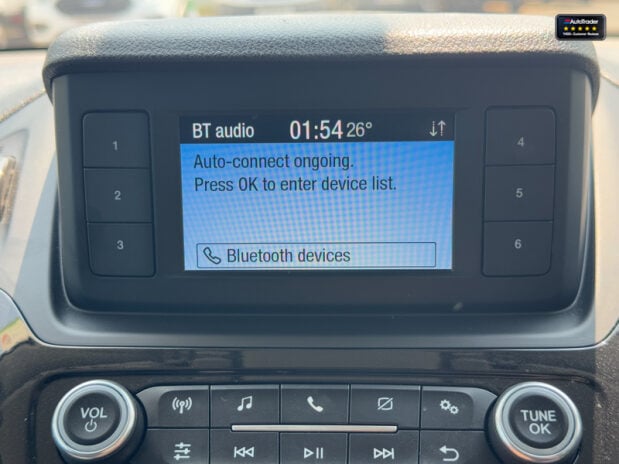 AutoTrader
BT audio 01:54 26°
Auto-connect ongoing.
Press OK to enter device list.
Bluetooth devices
1
2
3
4
5
6
VOL
TUNE
OK